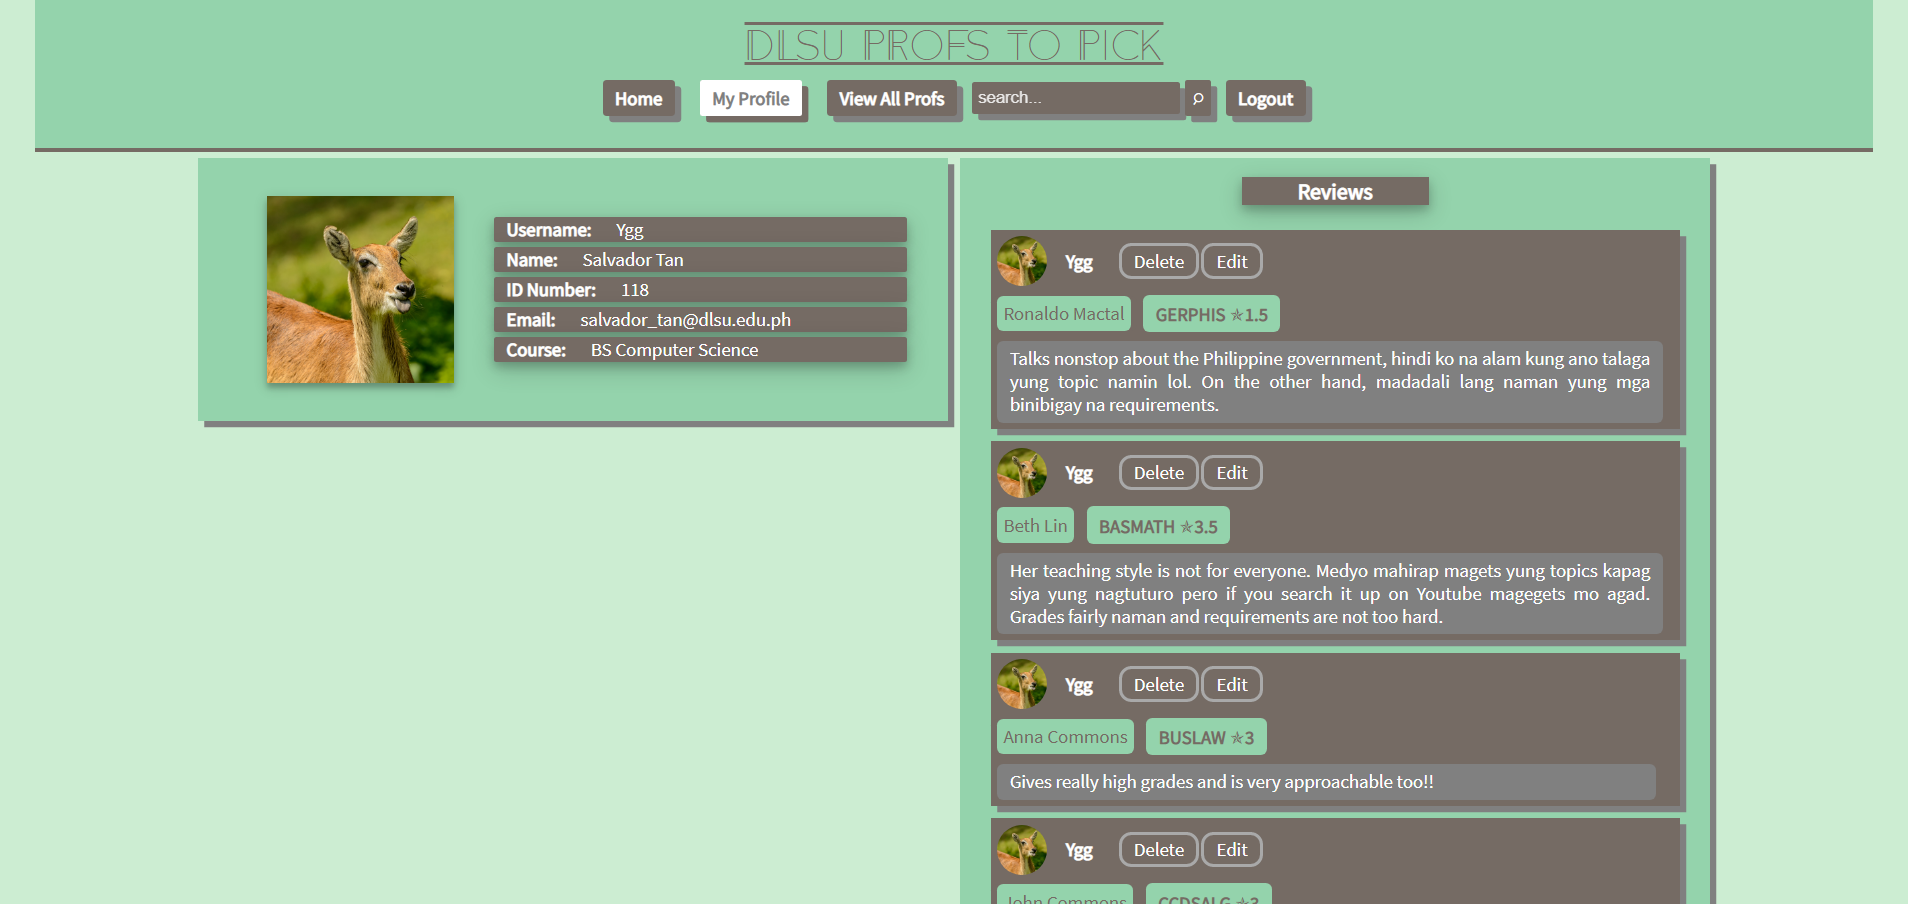 DLSU PROFS TO PICK
Home My Profile View All Profs search... Logout
Username: Ygg
Name: Salvador Tan
ID Number: 118
Email: salvador_tan@dlsu.edu.ph
Course: BS Computer Science
Reviews
Ygg Delete Edit
Ronaldo Mactal GERPHIS ✯1.5
Talks nonstop about the Philippine government, hindi ko na alam kung ano talaga
yung topic namin lol. On the other hand, madadali lang naman yung mga
binibigay na requirements.
Ygg Delete Edit
Beth Lin BASMATH ✯3.5
Her teaching style is not for everyone. Medyo mahirap magets yung topics kapag
siya yung nagtuturo pero if you search it up on Youtube magegets mo agad.
Grades fairly naman and requirements are not too hard.
Ygg Delete Edit
Anna Commons BUSLAW ✯3
Gives really high grades and is very approachable too!!
Ygg Delete Edit
John Commons CCDSALG ✯3